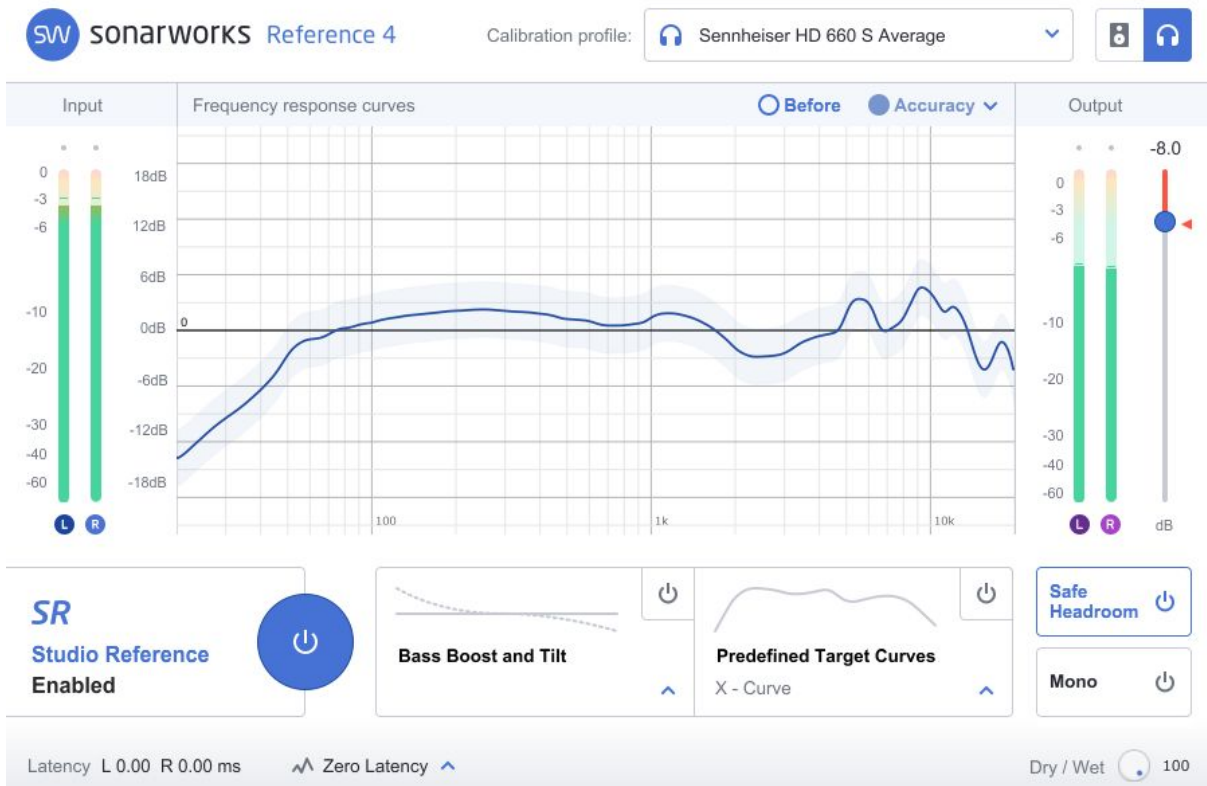 SW sonarworks Reference 4
Calibration profile: Sennheiser HD 660 S Average
Input
Frequency response curves
Before
Accuracy
Output
-8.0
0
-3
-6
-10
-20
-30
-40
-60
L R
18dB
12dB
6dB
0dB
-6dB
-12dB
-18dB
0
100
1k
10k
0
-3
-6
-10
-20
-30
-40
-60
L R
dB
SR
Studio Reference
Enabled
Bass Boost and Tilt
Predefined Target Curves
X - Curve
Safe
Headroom
Mono
Latency L 0.00 R 0.00 ms
Zero Latency
Dry / Wet 100